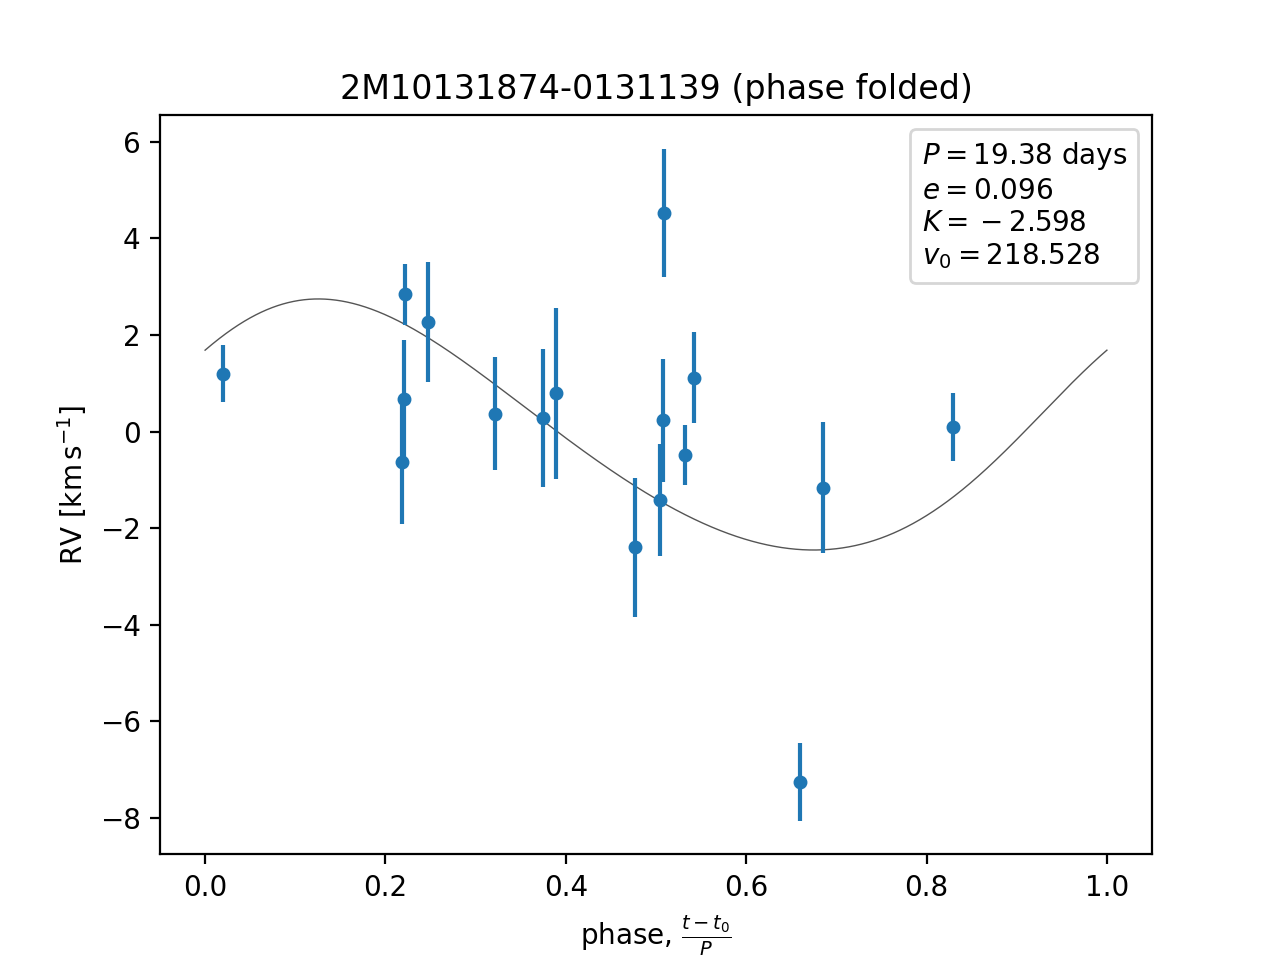 2M10131874-0131139 (phase folded)
P = 19.38 days
e = 0.096
K = −2.598
v₀ = 218.528
6
4
2
0
−2
−4
−6
−8
RV [km s⁻¹]
0.0 0.2 0.4 0.6 0.8 1.0
phase, (t − t₀)/P